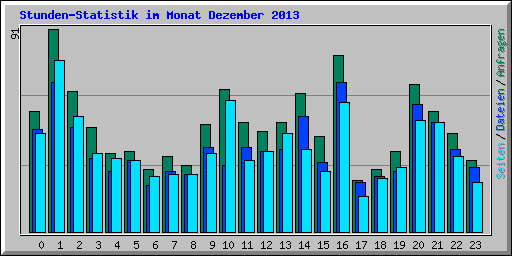 Stunden-Statistik im Monat Dezember 2013
91
Seiten / Dateien / Anfragen
0 1 2 3 4 5 6 7 8 9 10 11 12 13 14 15 16 17 18 19 20 21 22 23